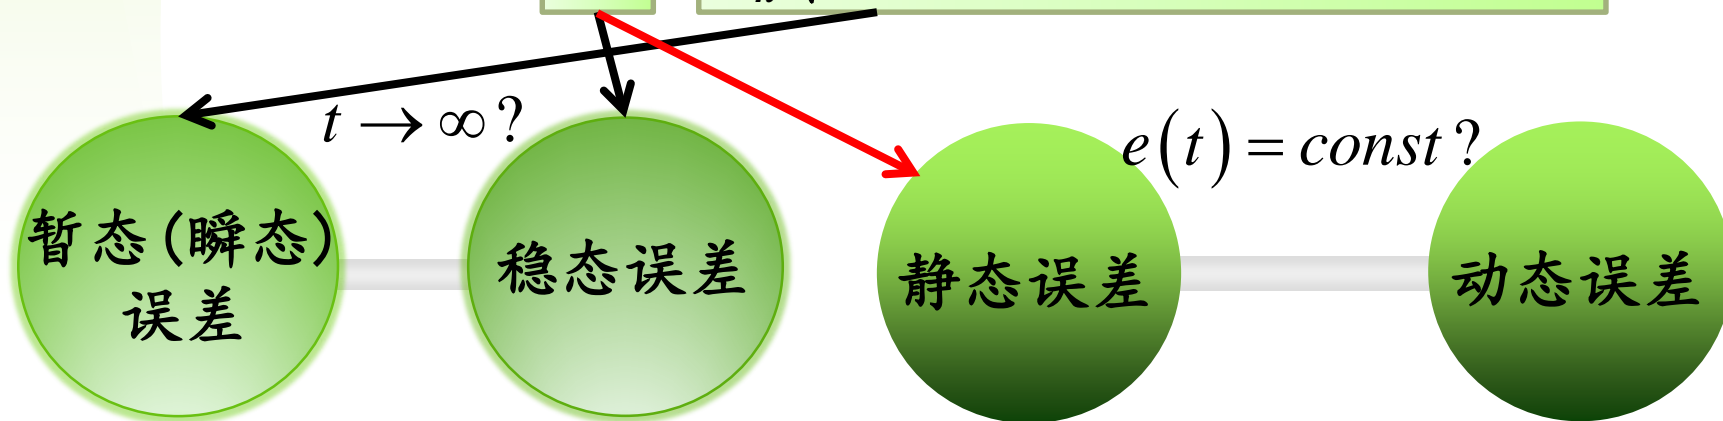 t → ∞ ?
e(t) = const ?
暂态(瞬态)
误差
稳态误差
静态误差
动态误差